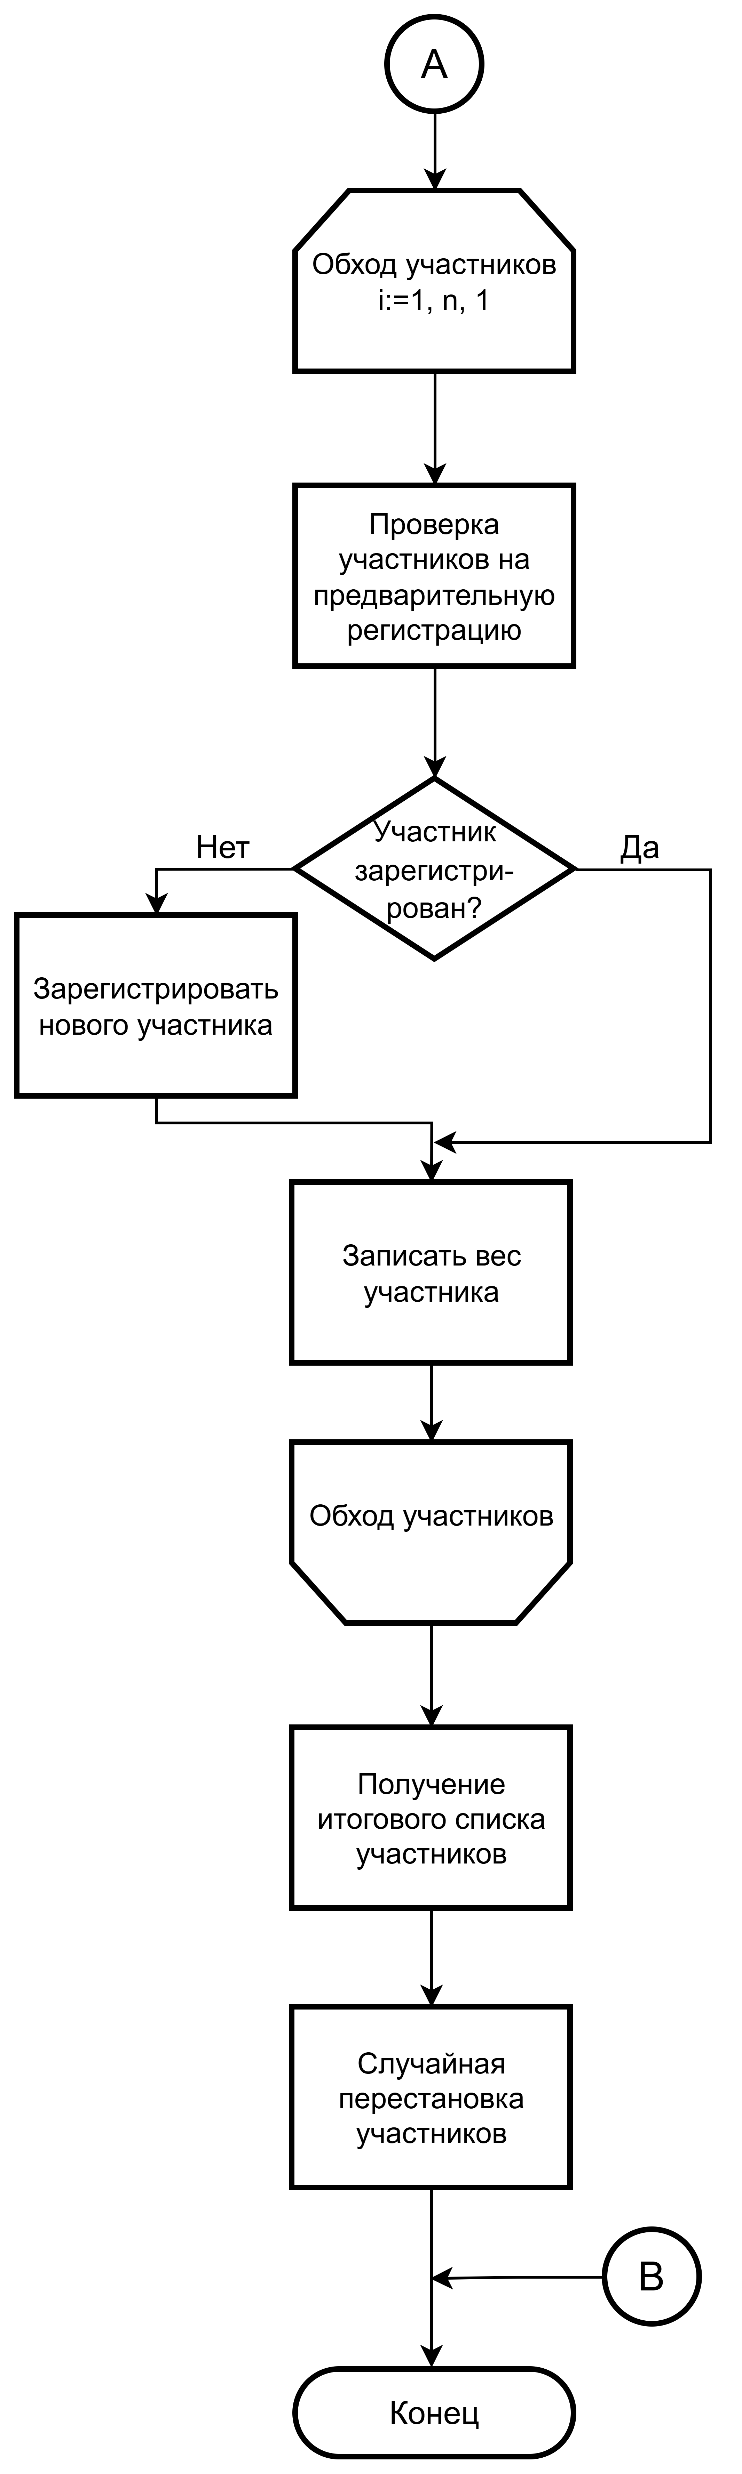 A
Обход участников
i:=1, n, 1
Проверка
участников на
предварительную
регистрацию
Участник
зарегистри-
рован?
Нет
Да
Зарегистрировать
нового участника
Записать вес
участника
Обход участников
Получение
итогового списка
участников
Случайная
перестановка
участников
B
Конец